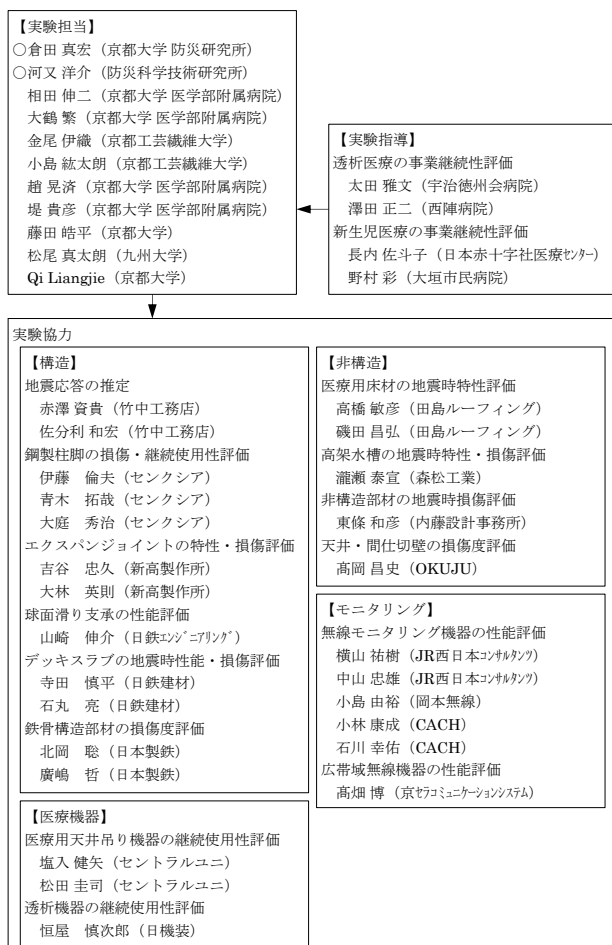 【実験担当】
○倉田 真宏（京都大学 防災研究所）
○河又 洋介（防災科学技術研究所）
相田 伸二（京都大学 医学部附属病院）
大鶴 繁（京都大学 医学部附属病院）
金尾 伊織（京都工芸繊維大学）
小島 紘太朗（京都工芸繊維大学）
趙 晃済（京都大学 医学部附属病院）
堤 貴彦（京都大学 医学部附属病院）
藤田 皓平（京都大学）
松尾 真太朗（九州大学）
Qi Liangjie（京都大学）
【実験指導】
透析医療の事業継続性評価
太田 雅文（宇治徳州会病院）
澤田 正二（西陣病院）
新生児医療の事業継続性評価
長内 佐斗子（日本赤十字社医療ｾﾝﾀｰ）
野村 彩（大垣市民病院）
実験協力
【構造】
地震応答の推定
赤澤 資貴（竹中工務店）
佐分利 和宏（竹中工務店）
鋼製柱脚の損傷・継続使用性評価
伊藤 倫夫（センクシア）
青木 拓哉（センクシア）
大庭 秀治（センクシア）
エクスパンジョイントの特性・損傷評価
吉谷 忠久（新高製作所）
大林 英則（新高製作所）
球面滑り支承の性能評価
山崎 伸介（日鉄ｴﾝｼﾞﾆｱﾘﾝｸﾞ）
デッキスラブの地震時性能・損傷評価
寺田 慎平（日鉄建材）
石丸 亮（日鉄建材）
鉄骨構造部材の損傷度評価
北岡 聡（日本製鉄）
廣嶋 哲（日本製鉄）
【医療機器】
医療用天井吊り機器の継続使用性評価
塩入 健矢（セントラルユニ）
松田 圭司（セントラルユニ）
透析機器の継続使用性評価
恒屋 慎次郎（日機装）
【非構造】
医療用床材の地震時特性評価
高橋 敏彦（田島ルーフィング）
磯田 昌弘（田島ルーフィング）
高架水槽の地震時特性・損傷評価
瀧瀬 泰宣（森松工業）
非構造部材の地震時損傷評価
東條 和彦（内藤設計事務所）
天井・間仕切壁の損傷度評価
髙岡 昌史（OKUJU）
【モニタリング】
無線モニタリング機器の性能評価
横山 祐樹（JR西日本ｺﾝｻﾙﾀﾝﾂ）
中山 忠雄（JR西日本ｺﾝｻﾙﾀﾝﾂ）
小島 由裕（岡本無線）
小林 康成（CACH）
石川 幸佑（CACH）
広帯域無線機器の性能評価
髙畑 博（京ｾﾗｺﾐｭﾆｹｰｼｮﾝｼｽﾃﾑ）